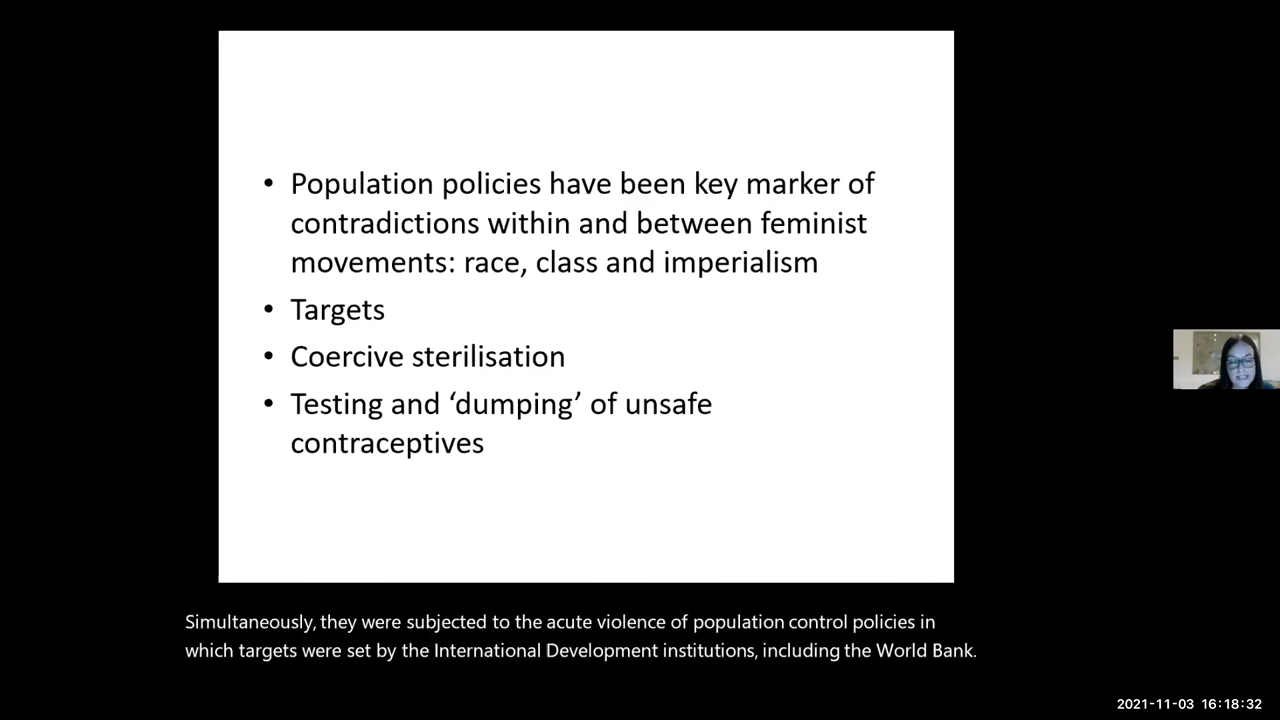 • Population policies have been key marker of
contradictions within and between feminist
movements: race, class and imperialism
• Targets
• Coercive sterilisation
• Testing and ‘dumping’ of unsafe
contraceptives
Simultaneously, they were subjected to the acute violence of population control policies in
which targets were set by the International Development institutions, including the World Bank.
2021-11-03 16:18:32